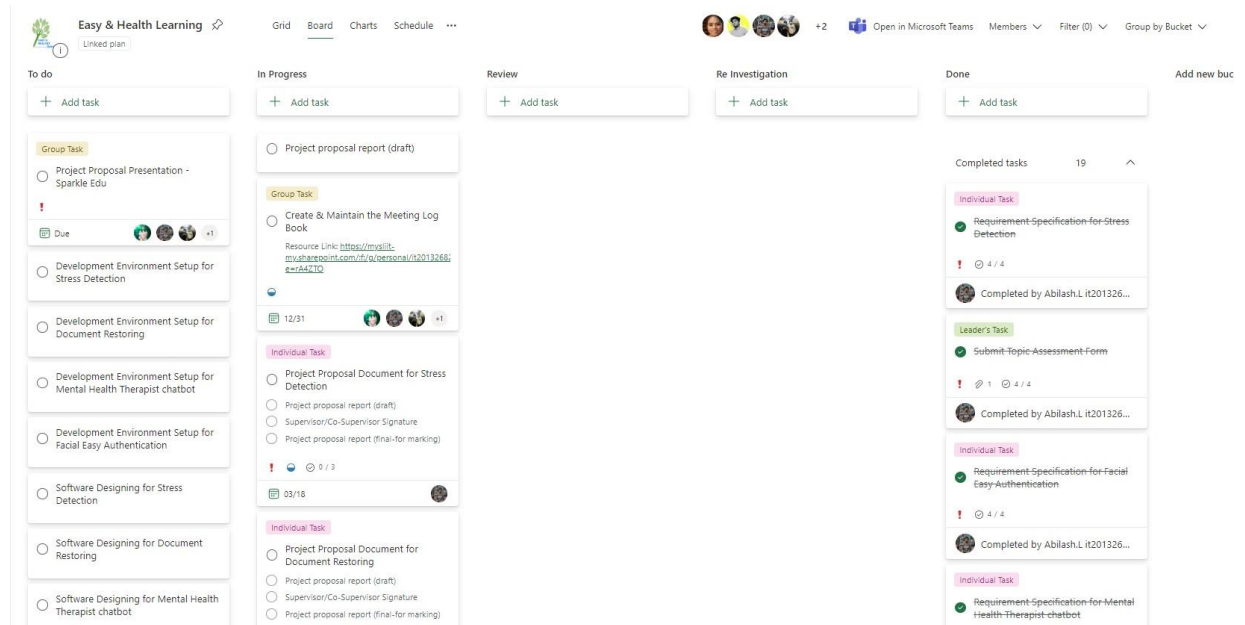 Easy & Health Learning
Linked plan
Grid
Board
Charts
Schedule
+2
Open in Microsoft Teams
Members
Filter (0)
Group by Bucket
To do
Add task
Group Task
Project Proposal Presentation -
Sparkle Edu
Due
+1
Development Environment Setup for
Stress Detection
Development Environment Setup for
Document Restoring
Development Environment Setup for
Mental Health Therapist chatbot
Development Environment Setup for
Facial Easy Authentication
Software Designing for Stress
Detection
Software Designing for Document
Restoring
Software Designing for Mental Health
Therapist chatbot
In Progress
Add task
Project proposal report (draft)
Group Task
Create & Maintain the Meeting Log
Book
Resource Link: https://mysliit-
e=rA4ZTO
12/31
+1
Individual Task
Project Proposal Document for Stress
Detection
Project proposal report (draft)
Supervisor/Co-Supervisor Signature
Project proposal report (final-for marking)
0 / 3
03/18
Individual Task
Project Proposal Document for
Document Restoring
Project proposal report (draft)
Supervisor/Co-Supervisor Signature
Project proposal report (final-for marking)
Review
Add task
Re Investigation
Add task
Done
Add task
Completed tasks 19
Individual Task
Requirement Specification for Stress
Detection
4 / 4
Completed by Abilash.L it201326...
Leader's Task
Submit Topic Assessment Form
1 4 / 4
Completed by Abilash.L it201326...
Individual Task
Requirement Specification for Facial
Easy Authentication
4 / 4
Completed by Abilash.L it201326...
Individual Task
Requirement Specification for Mental
Health Therapist chatbot
Add new buc